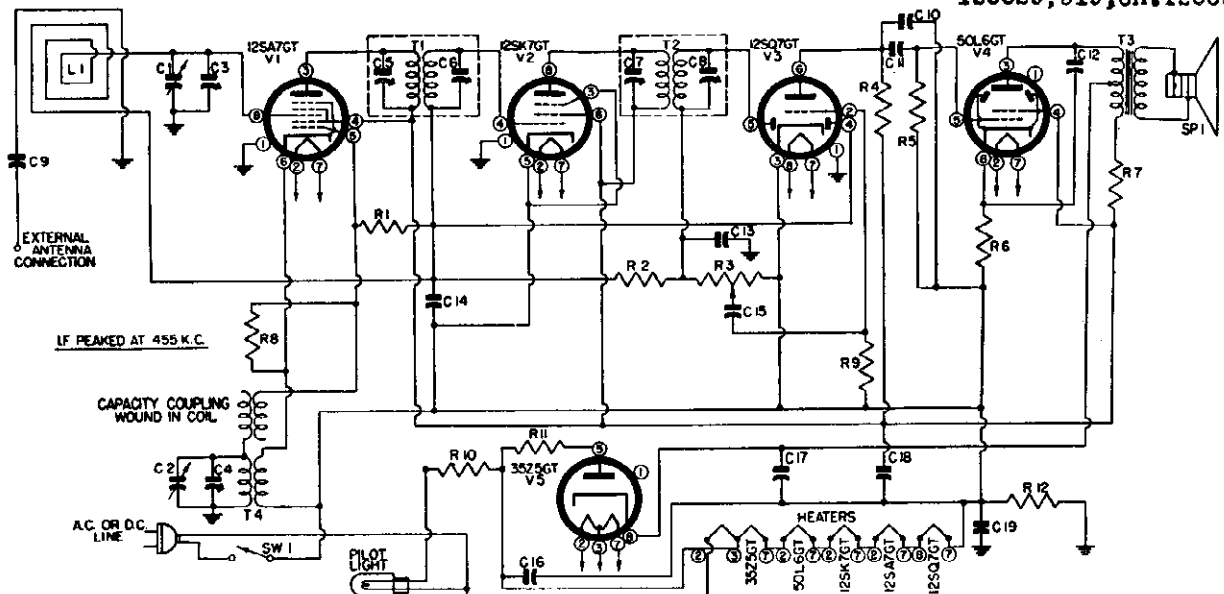 C10
12SA7GT
V1
T1
12SK7GT
V2
T2
12SQ7GT
V3
50L6GT
V4
C12
T3
L1
C1
C3
C5
C6
C7
C8
C11
R4
R5
SP1
R7
C9
EXTERNAL
ANTENNA
CONNECTION
R1
C13
R2
R3
R6
C14
C15
R8
R9
I.F PEAKED AT 455 K.C.
CAPACITY COUPLING
WOUND IN COIL
R10
R11
35Z5GT
V5
C17
C18
R12
C2
C4
T4
C19
A.C. OR D.C.
LINE
SW1
PILOT
LIGHT
C16
HEATERS
35Z5GT
50L6GT
12SK7GT
12SA7GT
12SQ7GT